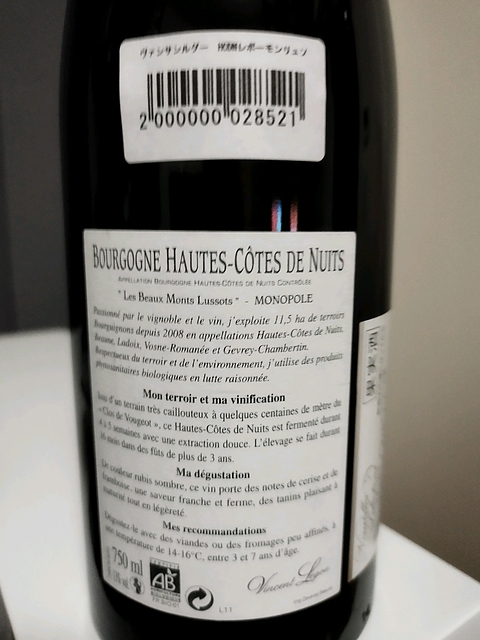 ヴァンサンルグー HCDNレボーモンリュソ
2 000000 028521
BOURGOGNE HAUTES-CÔTES DE NUITS
APPELLATION BOURGOGNE HAUTES-CÔTES DE NUITS CONTRÔLÉE
" Les Beaux Monts Lussots " - MONOPOLE
Passionné par le vignoble et le vin, j'exploite 11,5 ha de terroirs
Bourguignons depuis 2008 en appellations Hautes-Côtes de Nuits,
Beaune, Ladoix, Vosne-Romanée et Gevrey-Chambertin.
Respectueux du terroir et de l'environnement, j'utilise des produits
phytosanitaires biologiques en lutte raisonnée.
Mon terroir et ma vinification
Issu d'un terrain très caillouteux à quelques centaines de mètre du
« Clos de Vougeot », ce Hautes-Côtes de Nuits est fermenté durant
4 à 5 semaines avec une extraction douce. L'élevage se fait durant
16 mois dans des fûts de plus de 3 ans.
Ma dégustation
De couleur rubis sombre, ce vin porte des notes de cerise et de
framboise, une saveur franche et ferme, des tanins plaisant à
maturité tout en légèreté.
Mes recommandations
Dégustez-le avec des viandes ou des fromages peu affinés, à
une température de 14-16°C, entre 3 et 7 ans d'âge.
750 ml
AB
L11
Vincent Legou